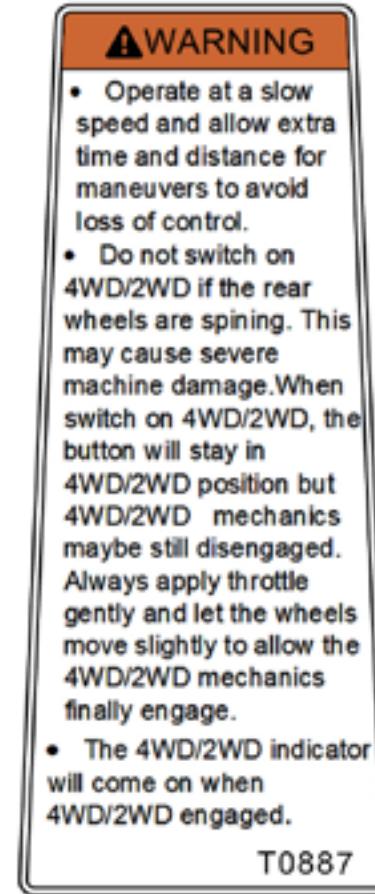 WARNING
• Operate at a slow
speed and allow extra
time and distance for
maneuvers to avoid
loss of control.
• Do not switch on
4WD/2WD if the rear
wheels are spining. This
may cause severe
machine damage.When
switch on 4WD/2WD, the
button will stay in
4WD/2WD position but
4WD/2WD mechanics
maybe still disengaged.
Always apply throttle
gently and let the wheels
move slightly to allow the
4WD/2WD mechanics
finally engage.
• The 4WD/2WD indicator
will come on when
4WD/2WD engaged.
T0887